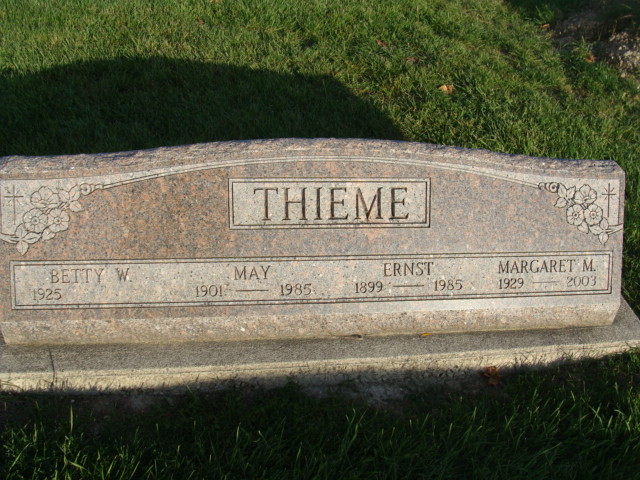 THIEME
BETTY W. MAY ERNST MARGARET M.
1925 1901 — 1985 1899 — 1985 1929 — 2003